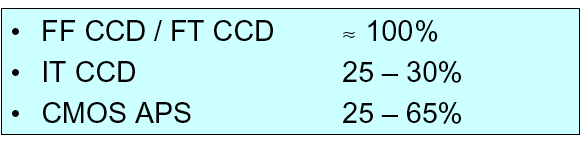 • FF CCD / FT CCD ≈ 100%
• IT CCD 25 – 30%
• CMOS APS 25 – 65%